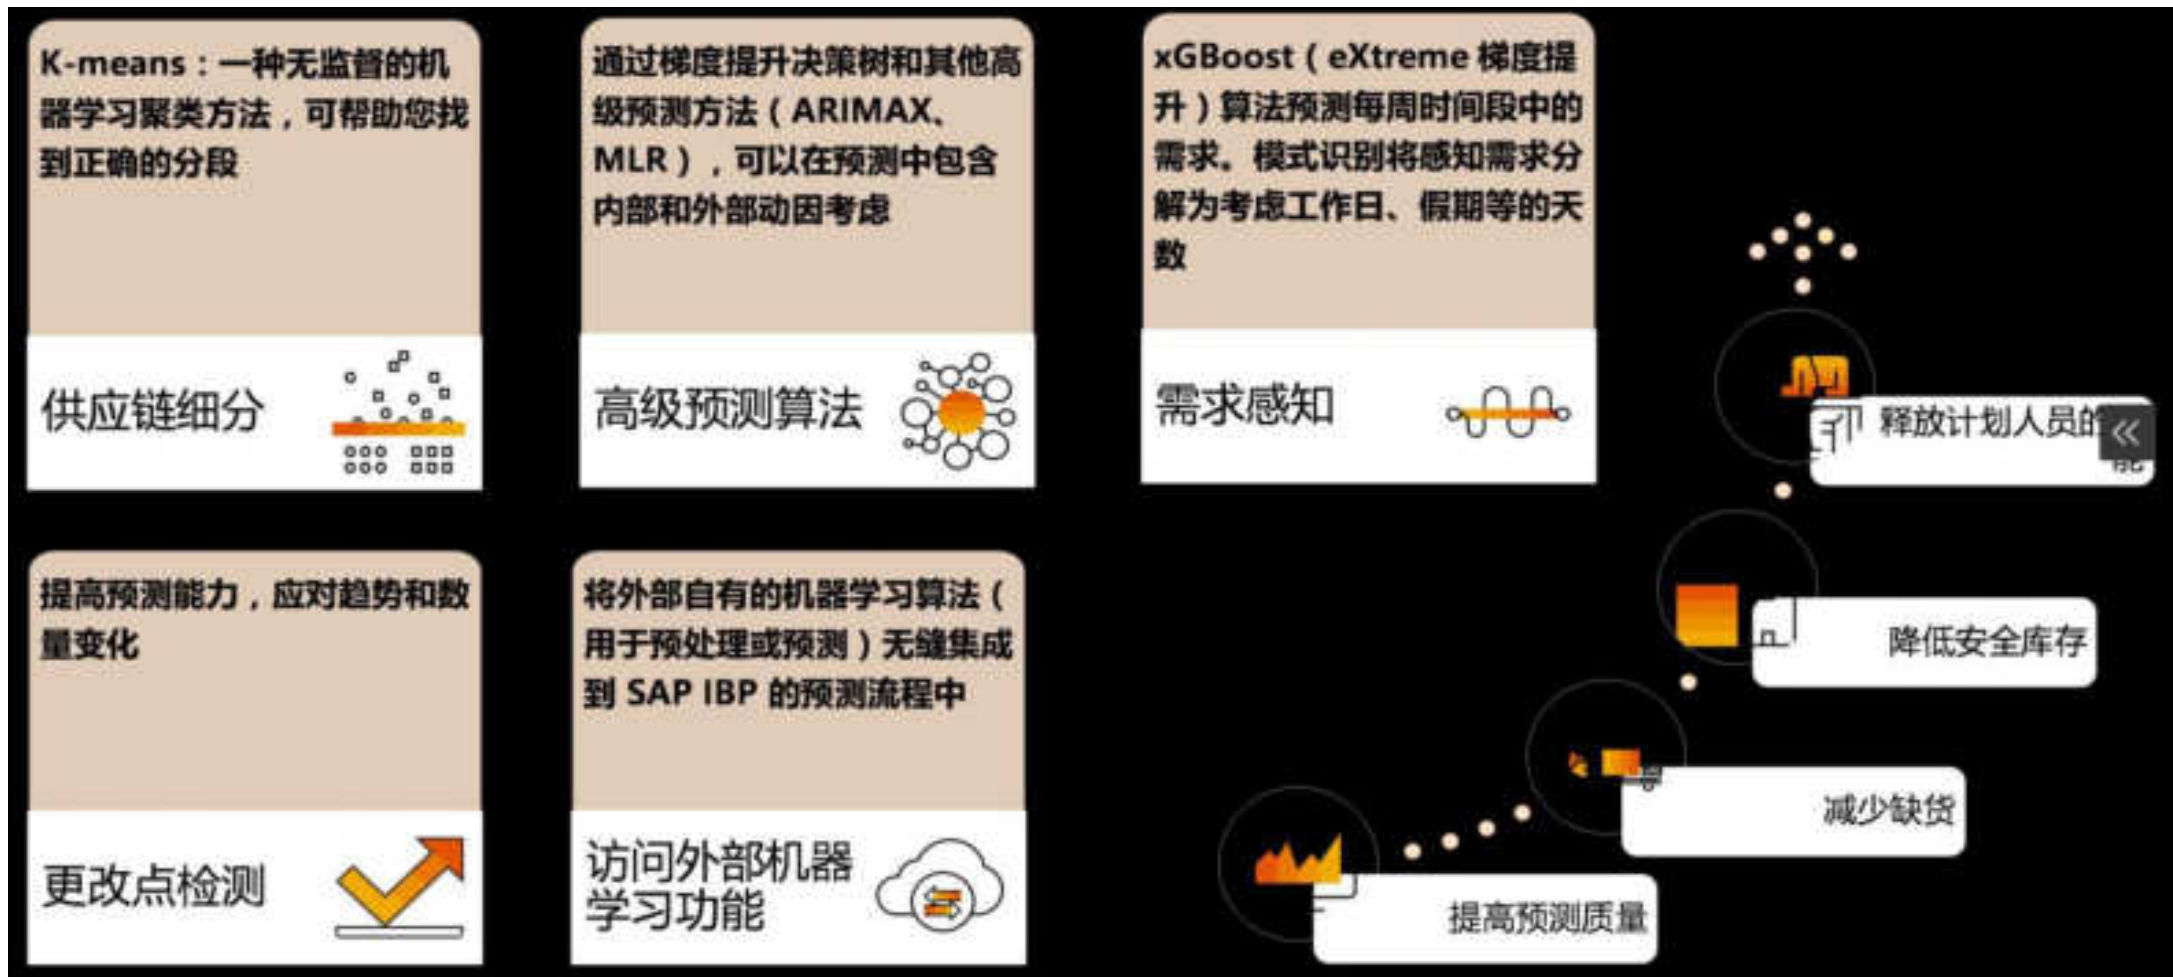 K-means：一种无监督的机
器学习聚类方法，可帮助您找
到正确的分段
供应链细分
通过梯度提升决策树和其他高
级预测方法（ARIMAX、
MLR），可以在预测中包含
内部和外部动因考虑
高级预测算法
xGBoost（eXtreme 梯度提
升）算法预测每周时间段中的
需求。模式识别将感知需求分
解为考虑工作日、假期等的天
数
需求感知
提高预测能力，应对趋势和数
量变化
更改点检测
将外部自有的机器学习算法（
用于预处理或预测）无缝集成
到 SAP IBP 的预测流程中
访问外部机器
学习功能
释放计划人员的
降低安全库存
减少缺货
提高预测质量